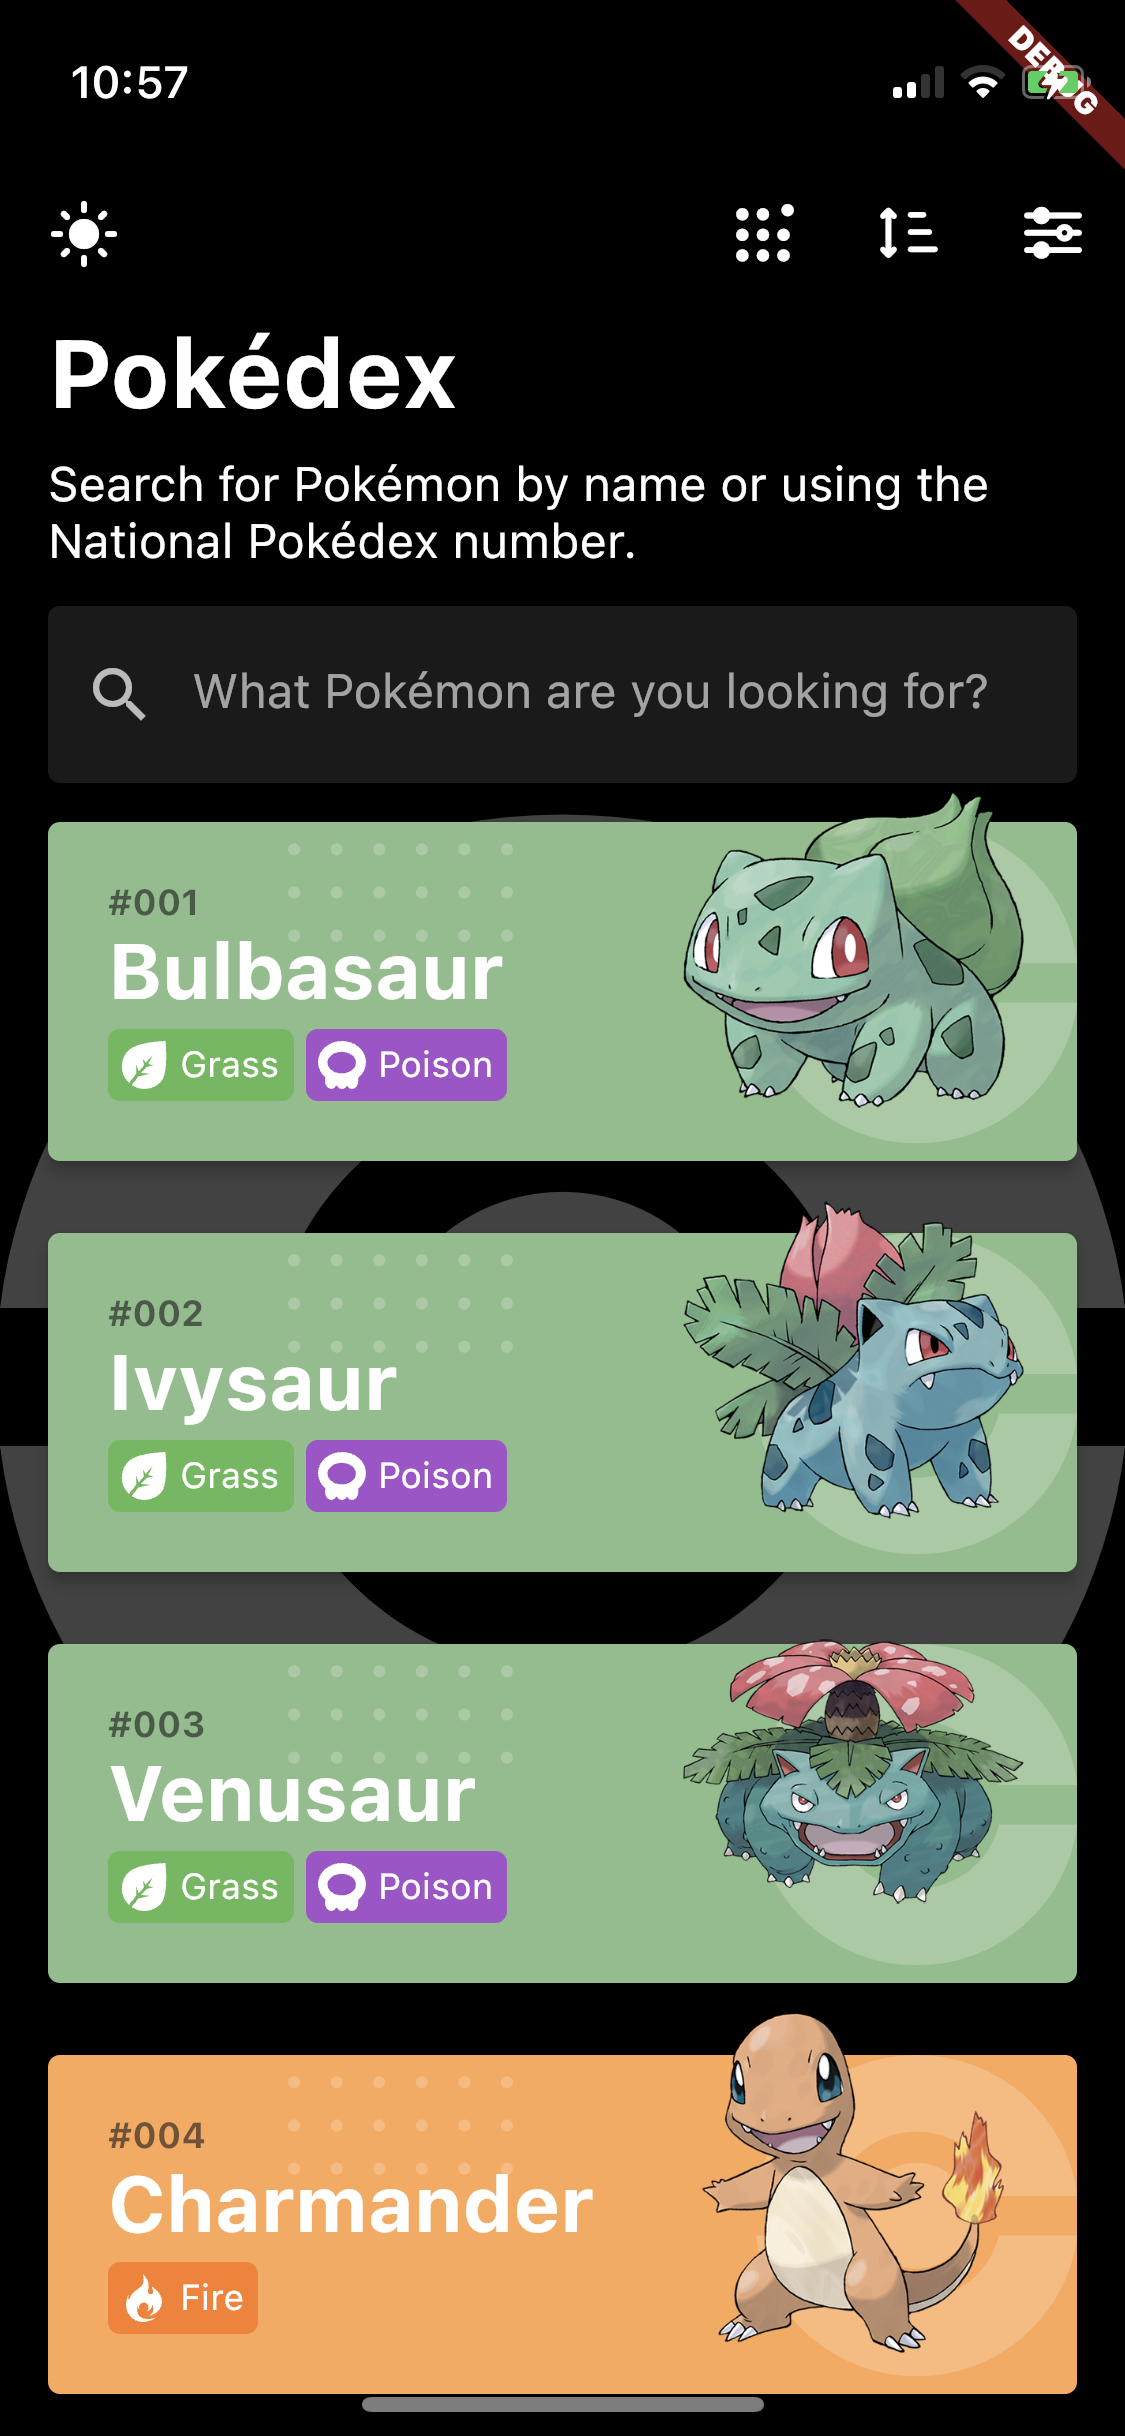 10:57
DEBUG
Pokédex
Search for Pokémon by name or using the
National Pokédex number.
What Pokémon are you looking for?
#001
Bulbasaur
Grass Poison
#002
Ivysaur
Grass Poison
#003
Venusaur
Grass Poison
#004
Charmander
Fire